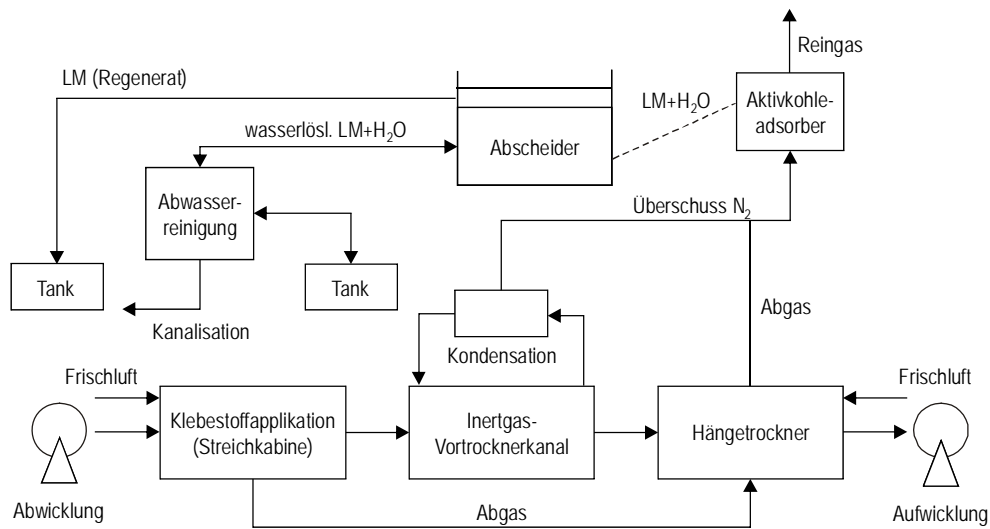 Reingas
LM (Regenerat)
LM+H₂O
Aktivkohle-
adsorber
wasserlösl. LM+H₂O
Abscheider
Abwasser-
reinigung
Überschuss N₂
Tank
Tank
Kanalisation
Abgas
Kondensation
Frischluft
Frischluft
Klebestoffapplikation
(Streichkabine)
Inertgas-
Vortrocknerkanal
Hängetrockner
Abwicklung
Abgas
Aufwicklung